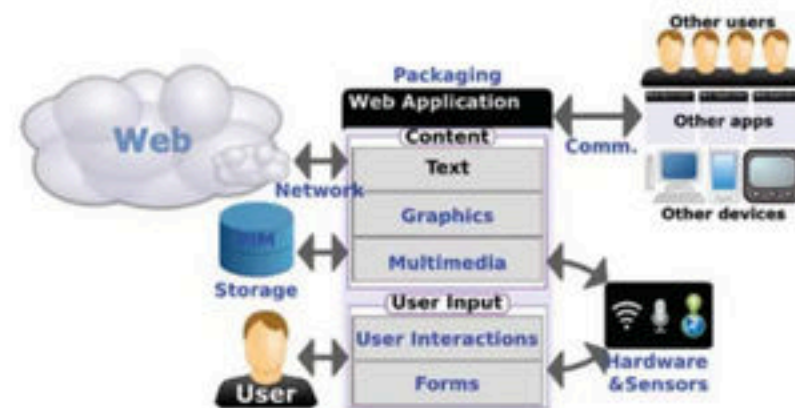 Other users
Packaging
Web Application
Web
Content
Comm.
Other apps
Text
Network
Graphics
Other devices
Multimedia
Storage
User Input
User Interactions
Hardware
&Sensors
Forms
User